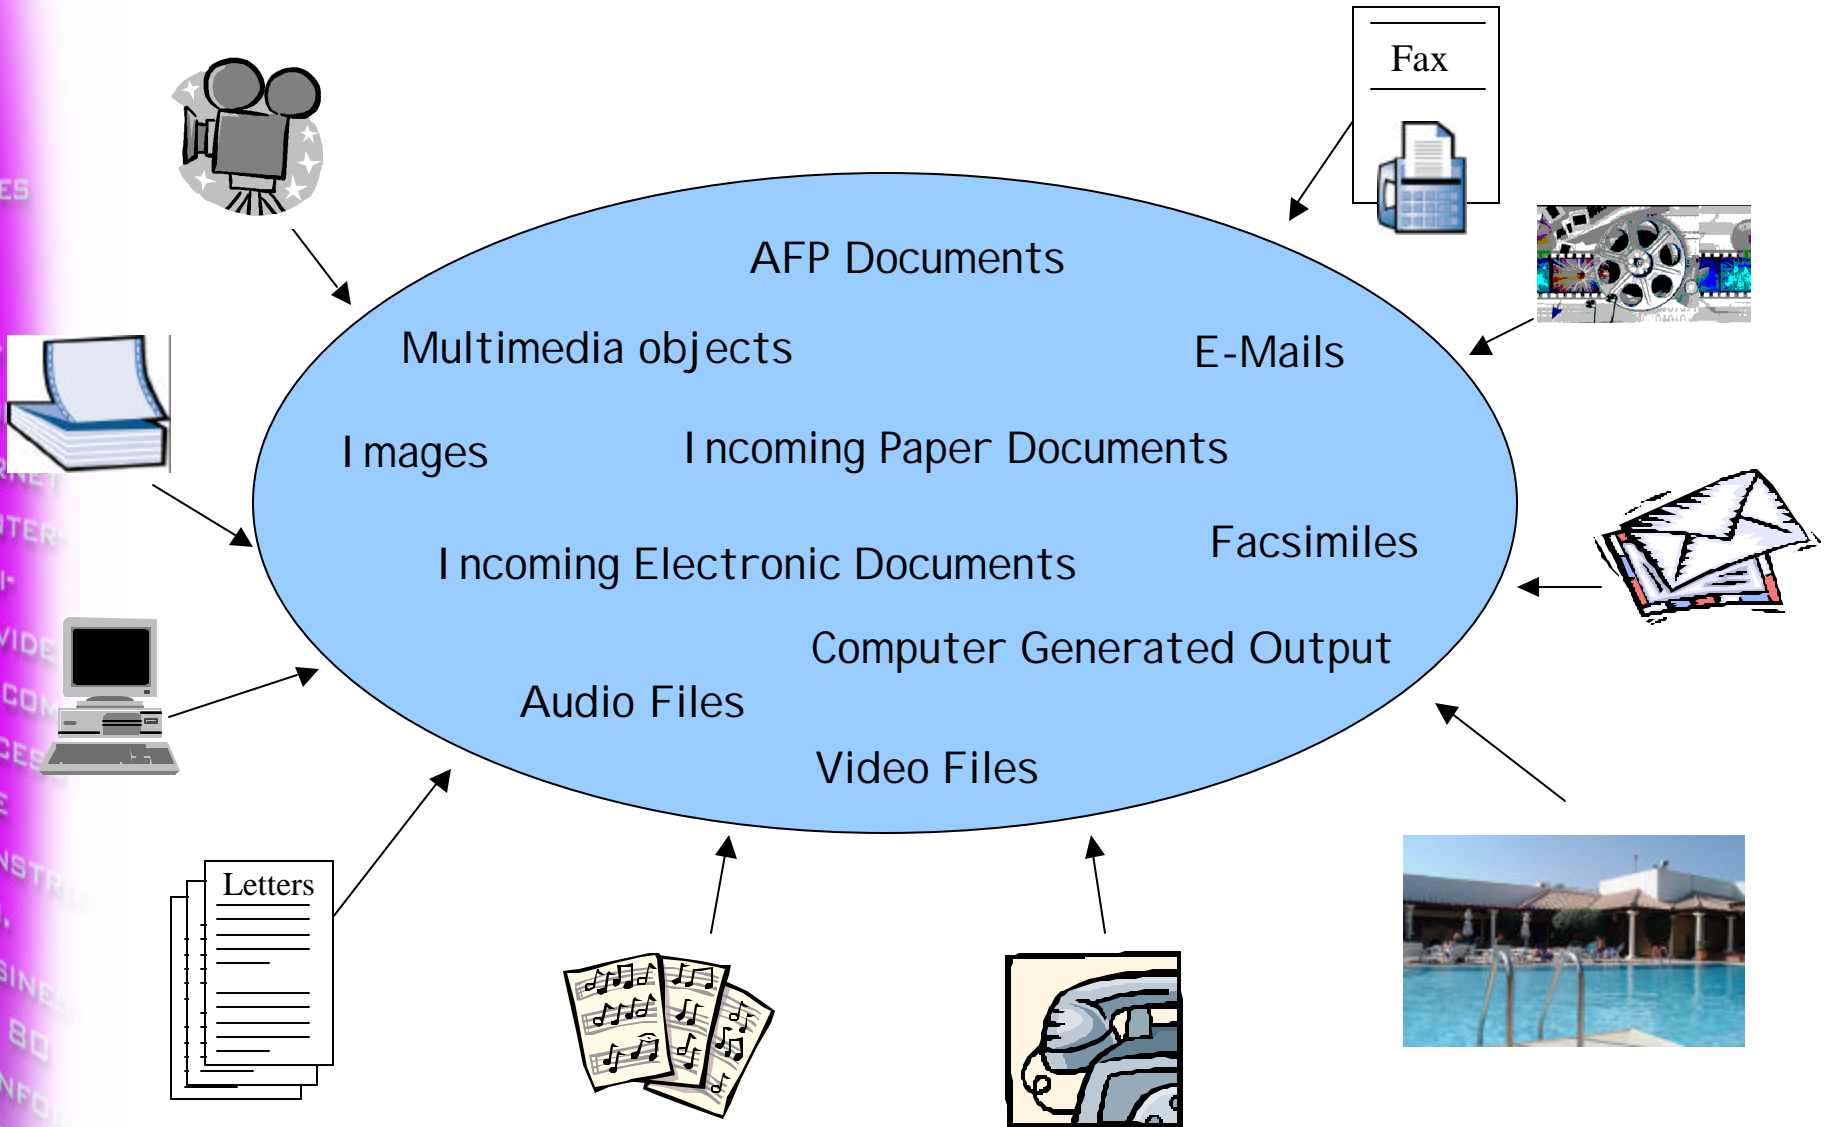 Fax
AFP Documents
Multimedia objects
E-Mails
Images
Incoming Paper Documents
Incoming Electronic Documents
Facsimiles
Computer Generated Output
Audio Files
Video Files
Letters
80